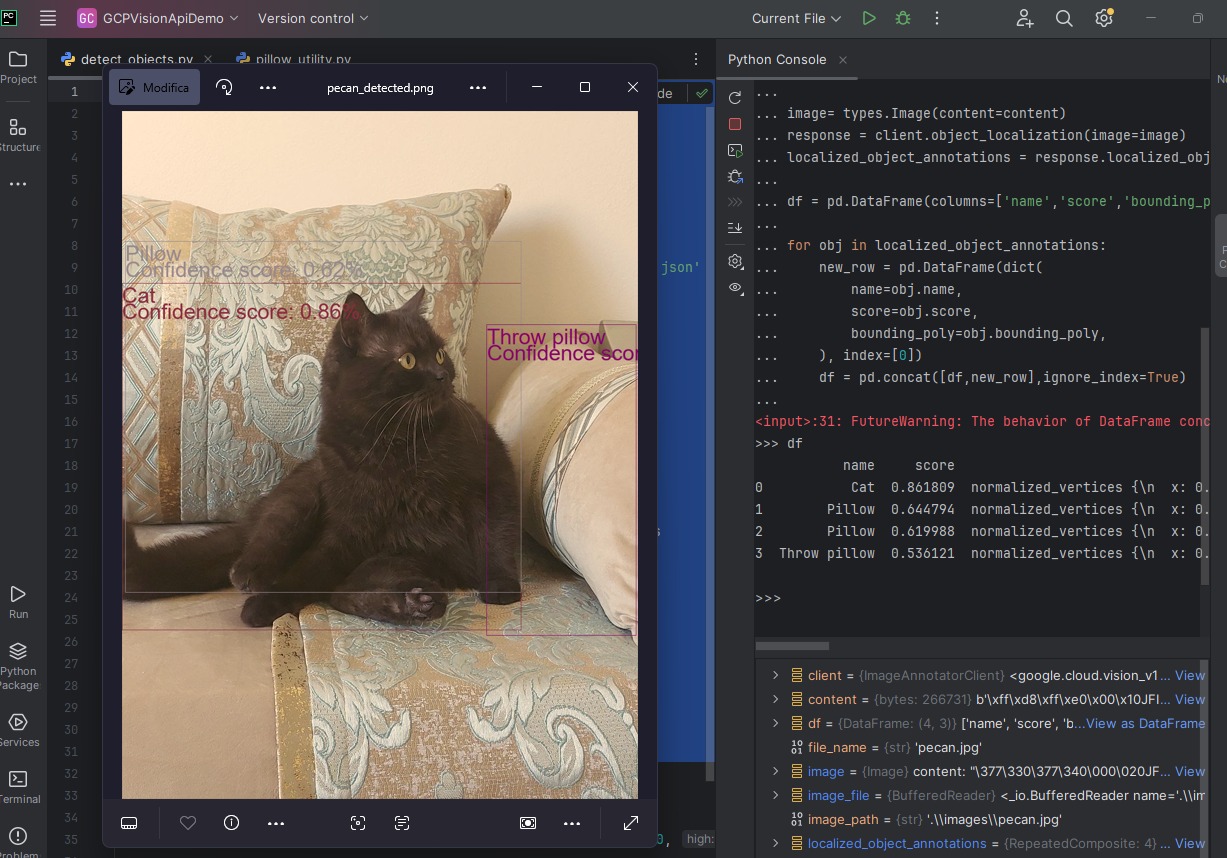 PC
GC GCPVisionApiDemo Version control Current File
detect_objects.py pillow_utility.py Python Console
Project
Structure
Modifica pecan_detected.png
de
json'
Pillow
Confidence score: 0.62%
Cat
Confidence score: 0.86%
Throw pillow
Confidence scor
1
2
3
4
5
6
7
8
9
10
11
12
13
14
15
16
17
18
19
20
21
22
23
24
25
26
27
28
29
30
31
32
33
34
35
s
0, high:
Run
Python
Package
Services
Terminal
Problem
...
... image= types.Image(content=content)
... response = client.object_localization(image=image)
... localized_object_annotations = response.localized_obj
...
... df = pd.DataFrame(columns=['name','score','bounding_p
...
... for obj in localized_object_annotations:
... new_row = pd.DataFrame(dict(
... name=obj.name,
... score=obj.score,
... bounding_poly=obj.bounding_poly,
... ), index=[0])
... df = pd.concat([df,new_row],ignore_index=True)
...
<input>:31: FutureWarning: The behavior of DataFrame conc
>>> df
name score
0 Cat 0.861809 normalized_vertices {\n x: 0.
1 Pillow 0.644794 normalized_vertices {\n x: 0.
2 Pillow 0.619988 normalized_vertices {\n x: 0.
3 Throw pillow 0.536121 normalized_vertices {\n x: 0.
>>>
client = {ImageAnnotatorClient} <google.cloud.vision_v1... View
content = {bytes: 266731} b'\xff\xd8\xff\xe0\x00\x10JFI... View
df = {DataFrame: (4, 3)} ['name', 'score', 'b...View as DataFrame
file_name = {str} 'pecan.jpg'
image = {Image} content: "\377\330\377\340\000\020JF... View
image_file = {BufferedReader} <_io.BufferedReader name='.\\im
image_path = {str} '.\\images\\pecan.jpg'
localized_object_annotations = {RepeatedComposite: 4}... View